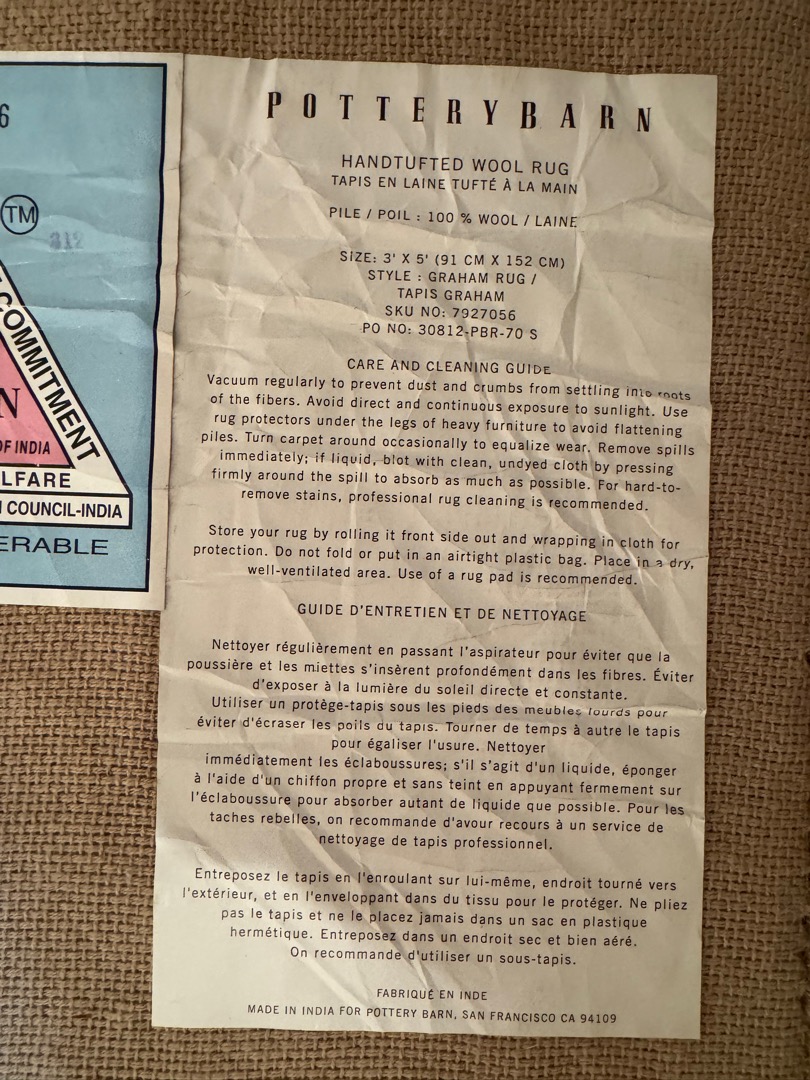 6
TM
312
COMMITMENT
N
OF INDIA
LFARE
COUNCIL-INDIA
ERABLE
POTTERYBARN
HANDTUFTED WOOL RUG
TAPIS EN LAINE TUFTÉ À LA MAIN
PILE / POIL : 100 % WOOL / LAINE
SIZE: 3' X 5' (91 CM X 152 CM)
STYLE : GRAHAM RUG /
TAPIS GRAHAM
SKU NO: 7927056
PO NO: 30812-PBR-70 S
CARE AND CLEANING GUIDE
Vacuum regularly to prevent dust and crumbs from settling into roots
of the fibers. Avoid direct and continuous exposure to sunlight. Use
rug protectors under the legs of heavy furniture to avoid flattening
piles. Turn carpet around occasionally to equalize wear. Remove spills
immediately; if liquid, blot with clean, undyed cloth by pressing
firmly around the spill to absorb as much as possible. For hard-to-
remove stains, professional rug cleaning is recommended.
Store your rug by rolling it front side out and wrapping in cloth for
protection. Do not fold or put in an airtight plastic bag. Place in a dry,
well-ventilated area. Use of a rug pad is recommended.
GUIDE D'ENTRETIEN ET DE NETTOYAGE
Nettoyer régulièrement en passant l'aspirateur pour éviter que la
poussière et les miettes s'insèrent profondément dans les fibres. Éviter
d'exposer à la lumière du soleil directe et constante.
Utiliser un protège-tapis sous les pieds des meubles lourds pour
éviter d'écraser les poils du tapis. Tourner de temps à autre le tapis
pour égaliser l'usure. Nettoyer
immédiatement les éclaboussures; s'il s'agit d'un liquide, éponger
à l'aide d'un chiffon propre et sans teint en appuyant fermement sur
l'éclaboussure pour absorber autant de liquide que possible. Pour les
taches rebelles, on recommande d'avour recours à un service de
nettoyage de tapis professionnel.
Entreposez le tapis en l'enroulant sur lui-même, endroit tourné vers
l'extérieur, et en l'enveloppant dans du tissu pour le protéger. Ne pliez
pas le tapis et ne le placez jamais dans un sac en plastique
hermétique. Entreposez dans un endroit sec et bien aéré.
On recommande d'utiliser un sous-tapis.
FABRIQUÉ EN INDE
MADE IN INDIA FOR POTTERY BARN, SAN FRANCISCO CA 94109